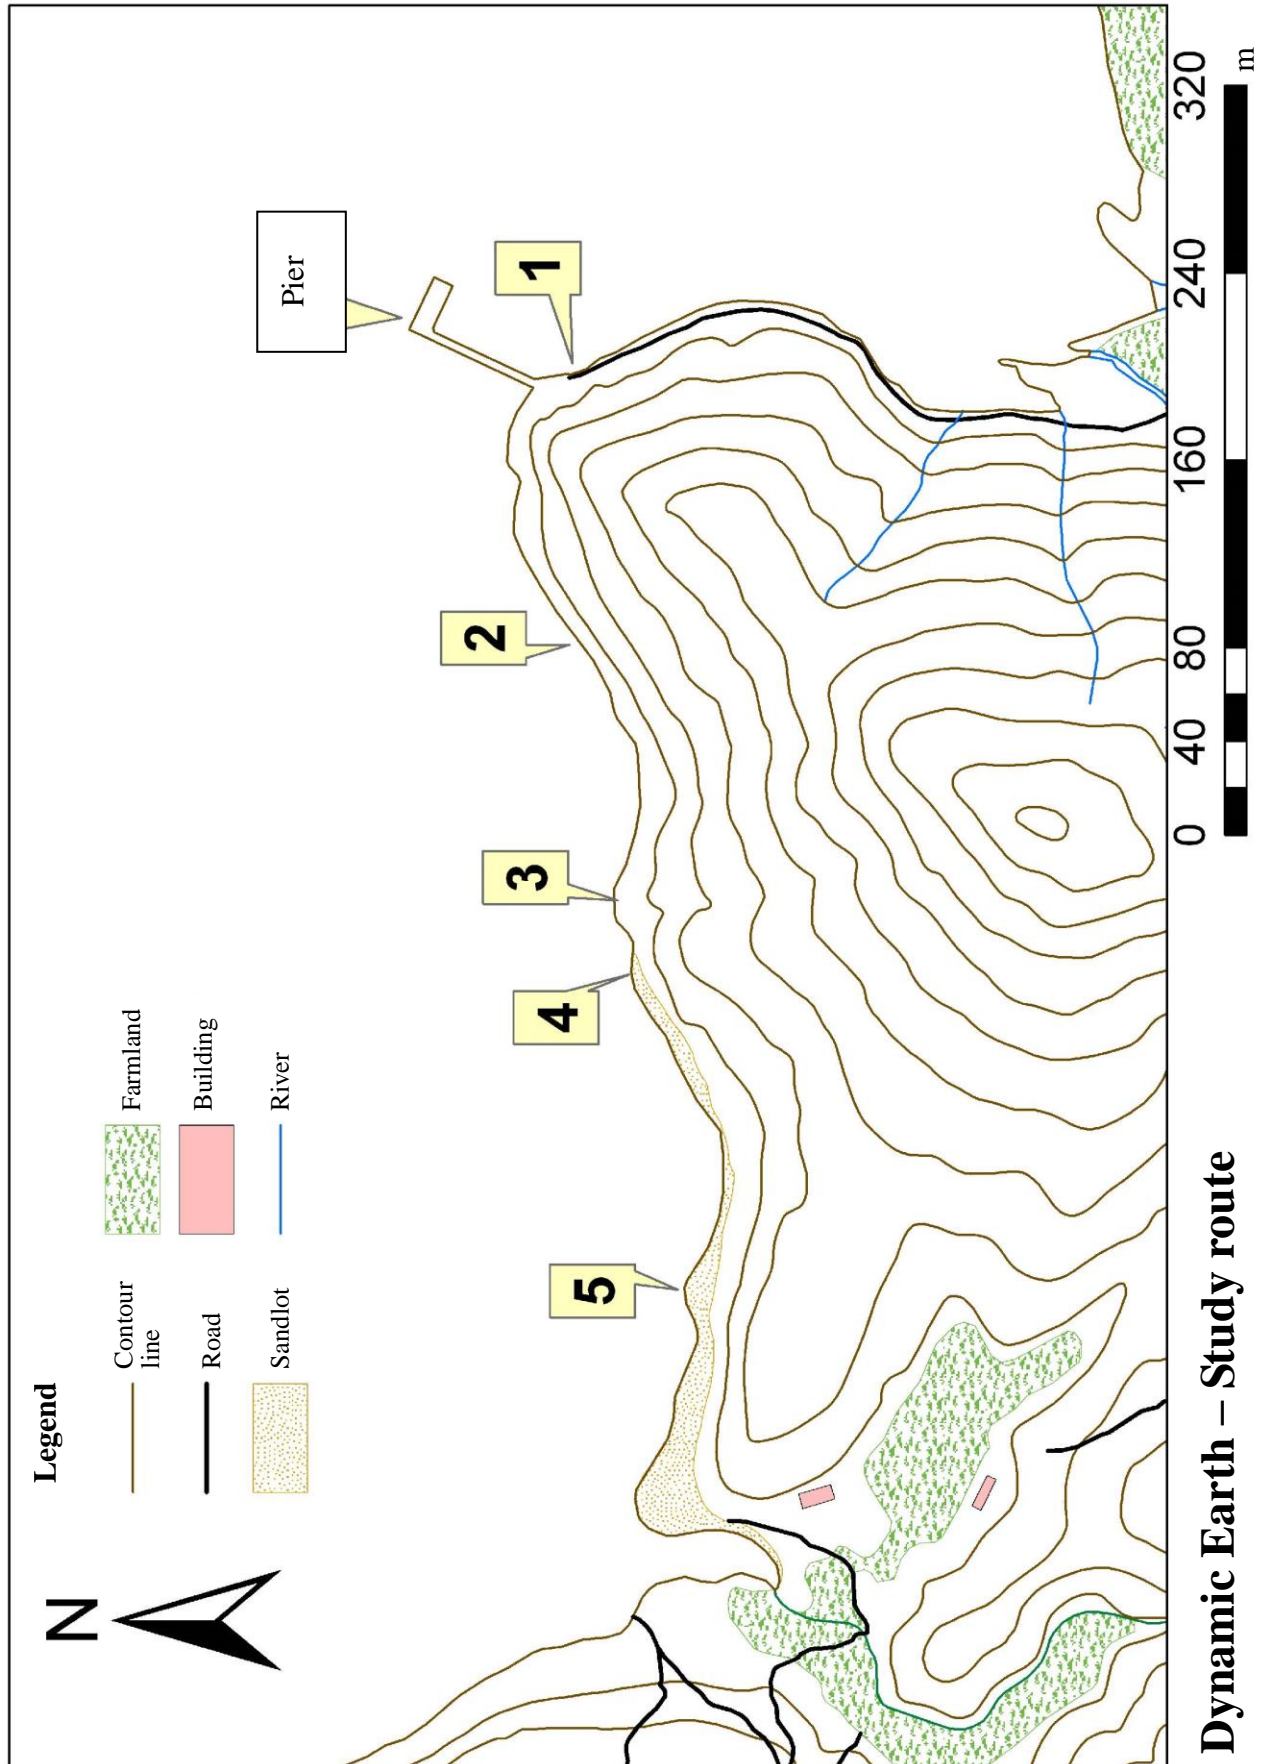 N
Legend
Contour
line
Farmland
Road
Building
Sandlot
River
Pier
1
2
3
4
5
0 40 80 160 240 320
m
Dynamic Earth – Study route